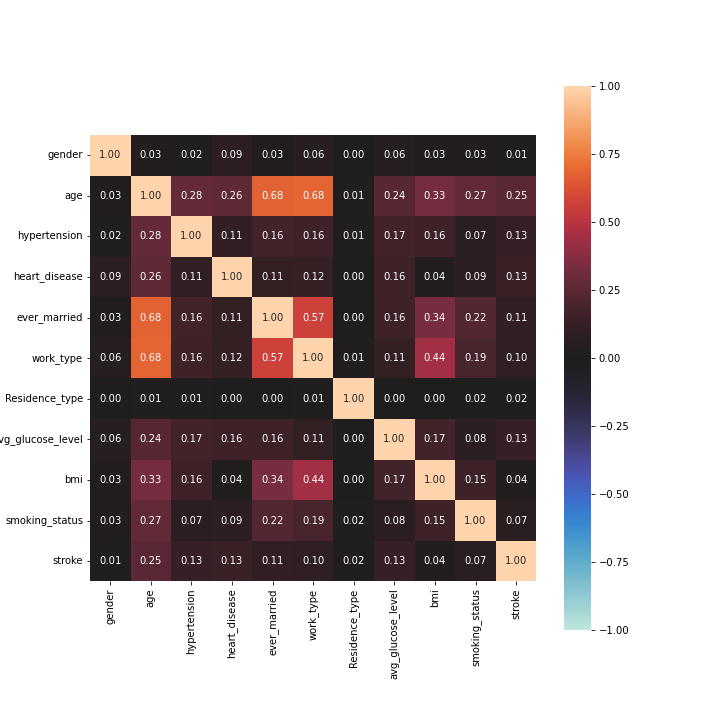 gender 1.00 0.03 0.02 0.09 0.03 0.06 0.00 0.06 0.03 0.03 0.01
age 0.03 1.00 0.28 0.26 0.68 0.68 0.01 0.24 0.33 0.27 0.25
hypertension 0.02 0.28 1.00 0.11 0.16 0.16 0.01 0.17 0.16 0.07 0.13
heart_disease 0.09 0.26 0.11 1.00 0.11 0.12 0.00 0.16 0.04 0.09 0.13
ever_married 0.03 0.68 0.16 0.11 1.00 0.57 0.00 0.16 0.34 0.22 0.11
work_type 0.06 0.68 0.16 0.12 0.57 1.00 0.01 0.11 0.44 0.19 0.10
Residence_type 0.00 0.01 0.01 0.00 0.00 0.01 1.00 0.00 0.00 0.02 0.02
vg_glucose_level 0.06 0.24 0.17 0.16 0.16 0.11 0.00 1.00 0.17 0.08 0.13
bmi 0.03 0.33 0.16 0.04 0.34 0.44 0.00 0.17 1.00 0.15 0.04
smoking_status 0.03 0.27 0.07 0.09 0.22 0.19 0.02 0.08 0.15 1.00 0.07
stroke 0.01 0.25 0.13 0.13 0.11 0.10 0.02 0.13 0.04 0.07 1.00
gender
age
hypertension
heart_disease
ever_married
work_type
Residence_type
avg_glucose_level
bmi
smoking_status
stroke
1.00
0.75
0.50
0.25
0.00
−0.25
−0.50
−0.75
−1.00